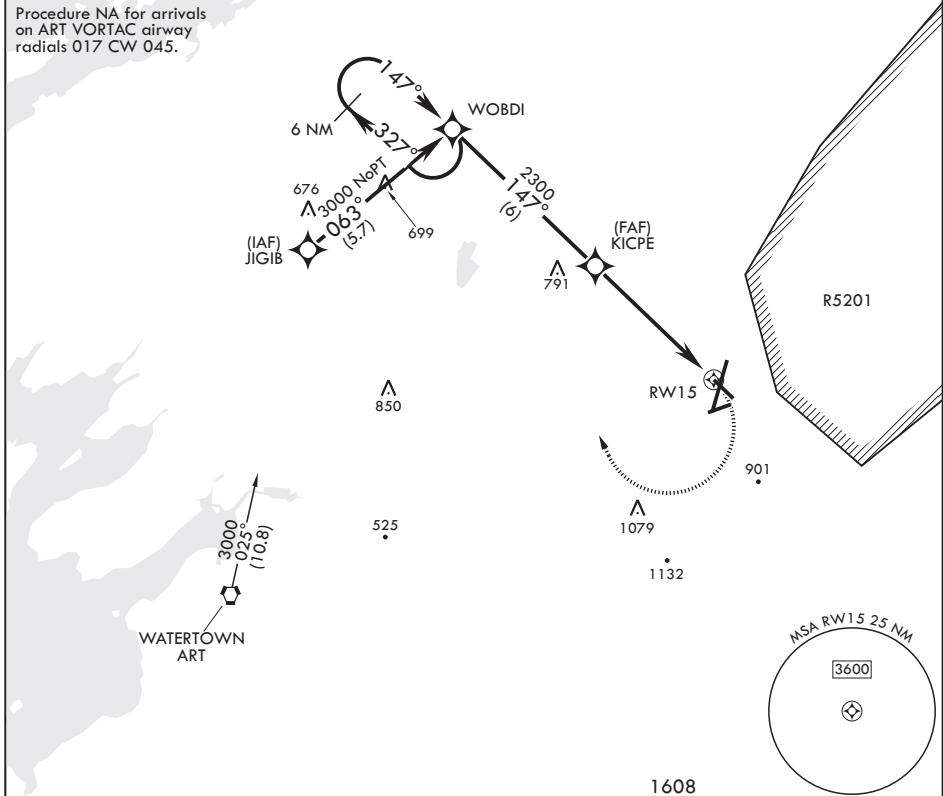 Procedure NA for arrivals
on ART VORTAC airway
radials 017 CW 045.
147°
WOBDI
6 NM
327°
3000 NoPT
063°
(5.7)
676
699
(IAF)
JIGIB
2300
147°
(6)
(FAF)
KICPE
791
R5201
RW15
850
901
1079
525
1132
3000
025°
(10.8)
WATERTOWN
ART
MSA RW15 25 NM
3600
1608